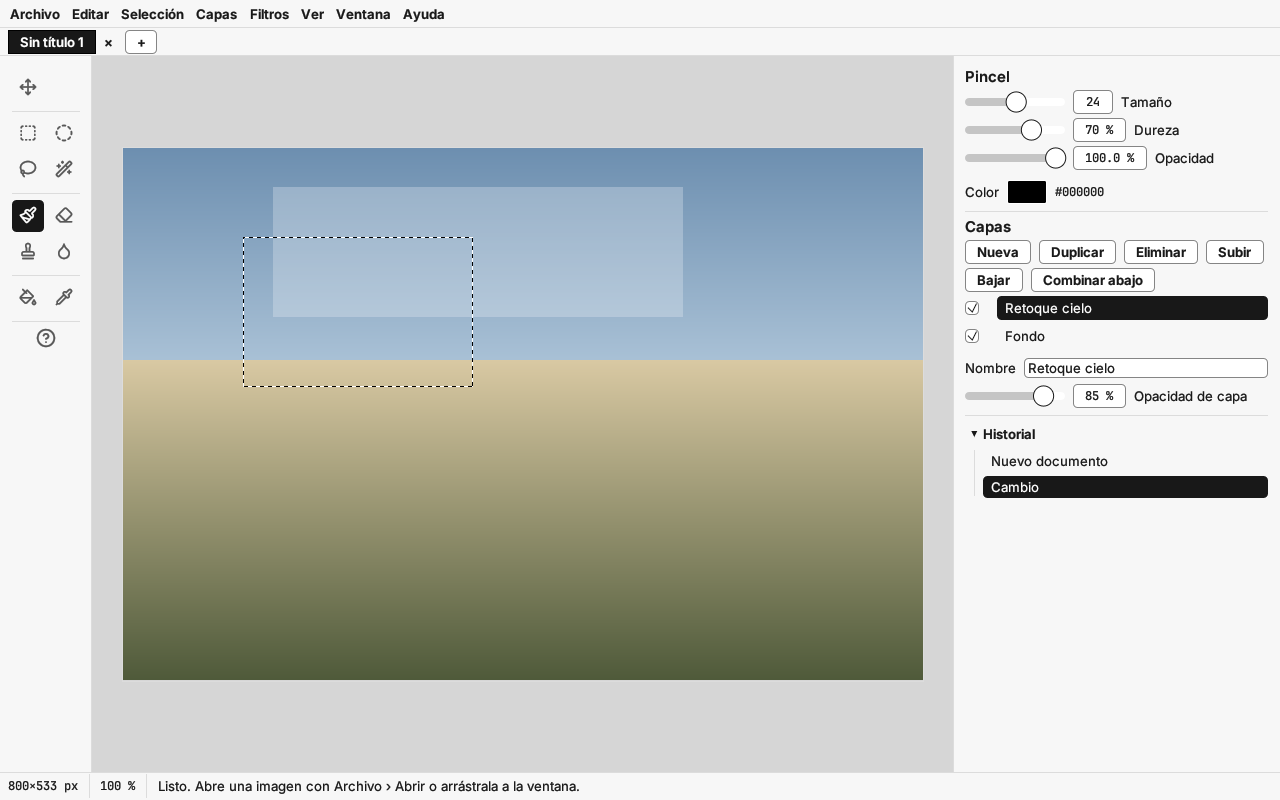 Archivo Editar Selección Capas Filtros Ver Ventana Ayuda
Sin título 1 × +
Pincel
24 Tamaño
70 % Dureza
100.0 % Opacidad
Color #000000
Capas
Nueva Duplicar Eliminar Subir
Bajar Combinar abajo
Retoque cielo
Fondo
Nombre Retoque cielo
85 % Opacidad de capa
▼ Historial
Nuevo documento
Cambio
800×533 px 100 % Listo. Abre una imagen con Archivo › Abrir o arrástrala a la ventana.